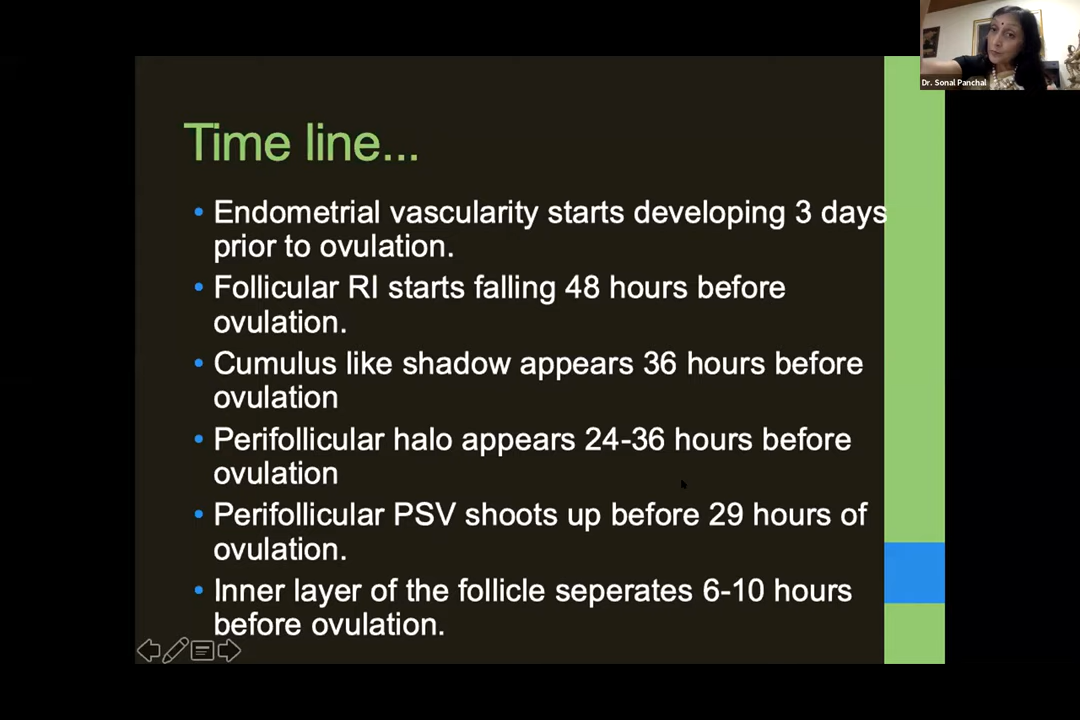 Dr. Sonal Panchal
Time line...
• Endometrial vascularity starts developing 3 days
prior to ovulation.
• Follicular RI starts falling 48 hours before
ovulation.
• Cumulus like shadow appears 36 hours before
ovulation
• Perifollicular halo appears 24-36 hours before
ovulation
• Perifollicular PSV shoots up before 29 hours of
ovulation.
• Inner layer of the follicle seperates 6-10 hours
before ovulation.